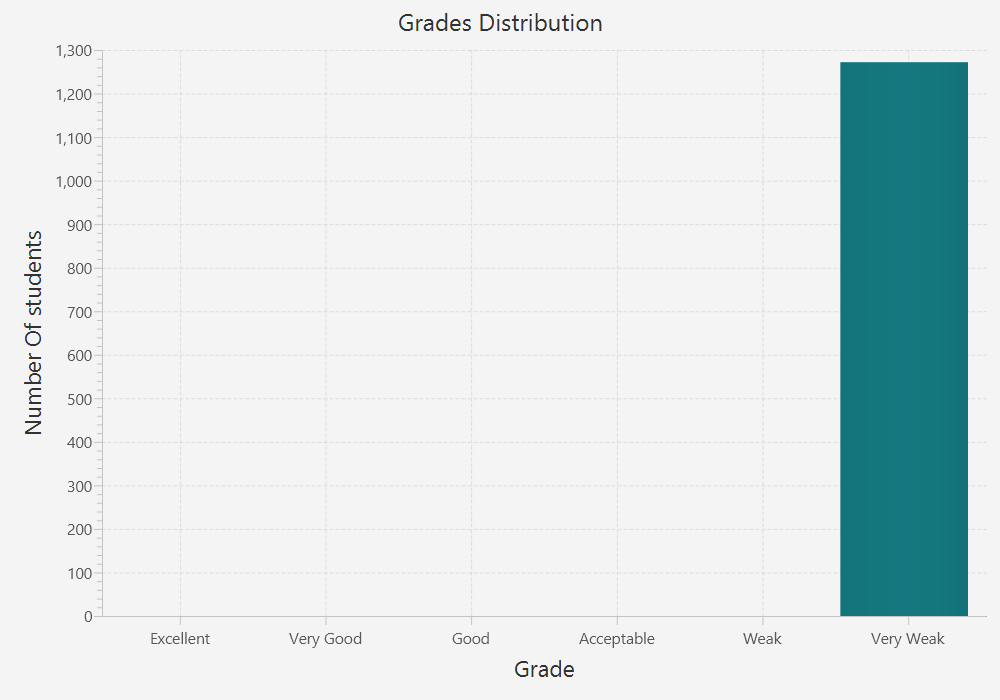 Grades Distribution
1,300
1,200
1,100
1,000
900
800
700
600
500
400
300
200
100
0
Number Of students
Excellent
Very Good
Good
Acceptable
Weak
Very Weak
Grade